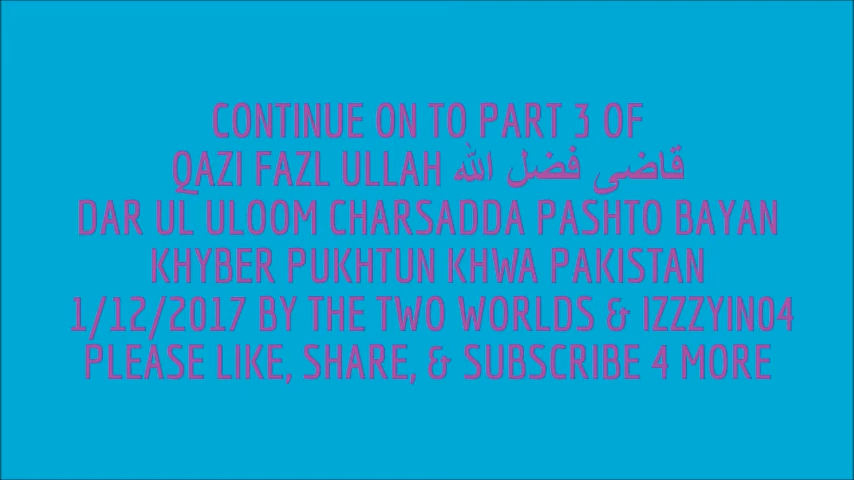 CONTINUE ON TO PART 3 OF
QAZI FAZL ULLAH قاضی فضل الله
DAR UL ULOOM CHARSADDA PASHTO BAYAN
KHYBER PUKHTUN KHWA PAKISTAN
1/12/2017 BY THE TWO WORLDS & IZZZYIN04
PLEASE LIKE, SHARE, & SUBSCRIBE 4 MORE